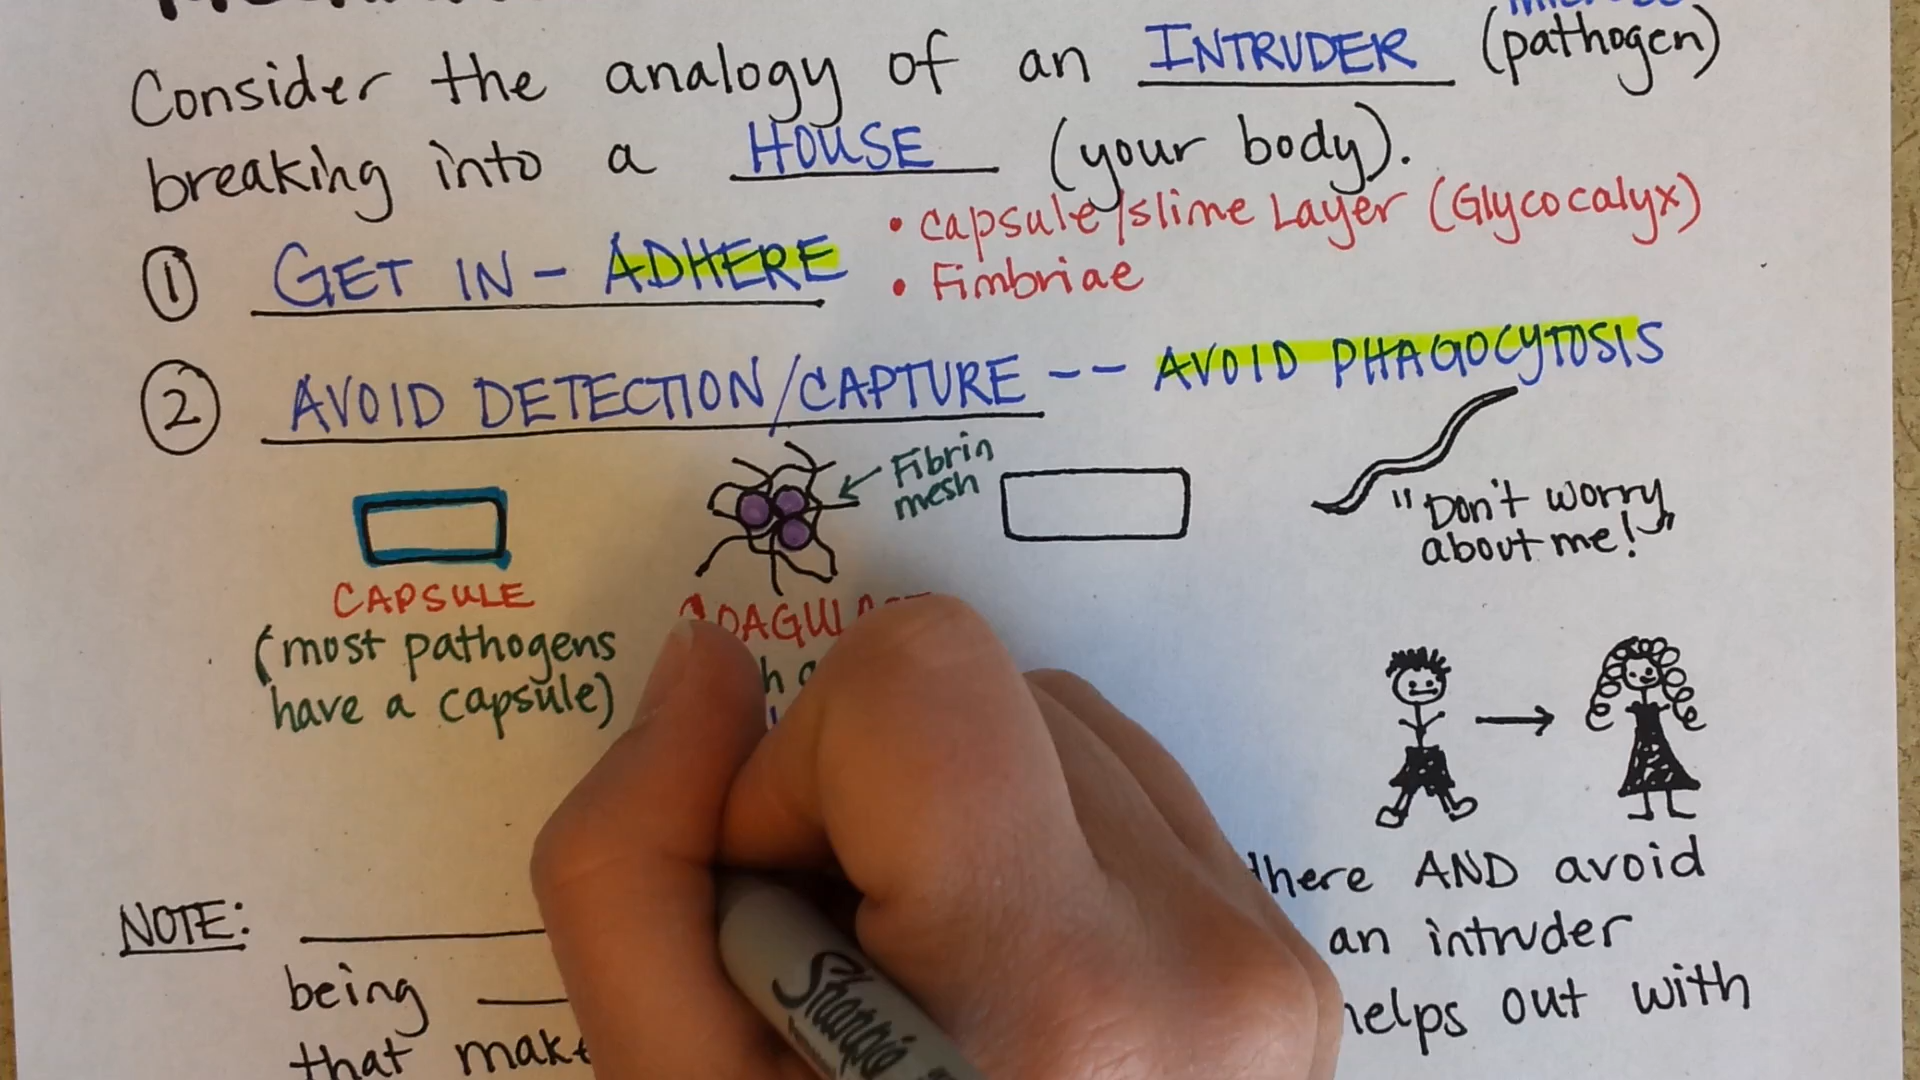 Consider the analogy of an INTRUDER (pathogen)
breaking into a HOUSE (your body).
① GET IN - ADHERE
• capsule/slime Layer (Glycocalyx)
• Fimbriae
② AVOID DETECTION/CAPTURE -- AVOID PHAGOCYTOSIS
Fibrin
mesh
"Don't worry
about me!"
CAPSULE
(most pathogens
have a capsule)
NOTE:
being
that
AND avoid
an intruder
helps out with
Sharpie